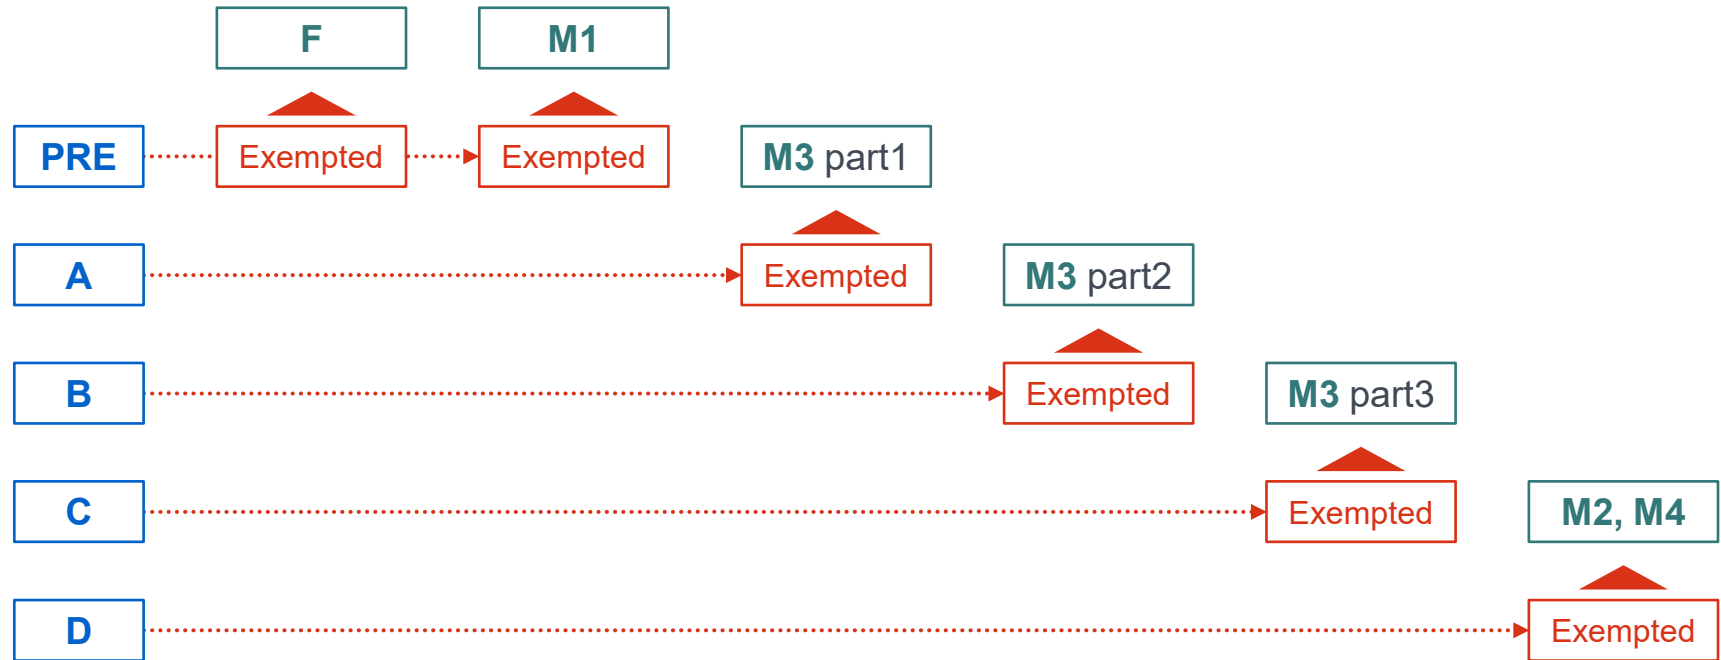 F M1
PRE Exempted Exempted M3 part1
A Exempted M3 part2
B Exempted M3 part3
C Exempted M2, M4
D Exempted